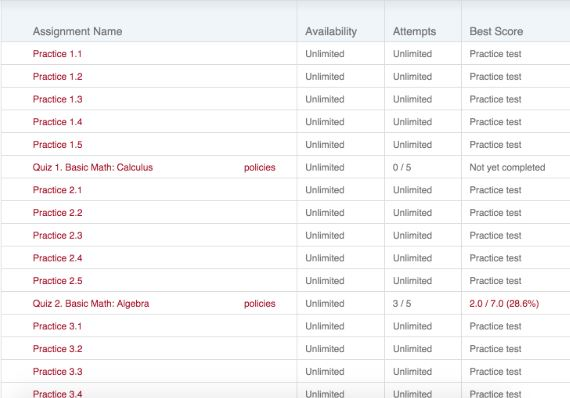 Assignment Name Availability Attempts Best Score
Practice 1.1 Unlimited Unlimited Practice test
Practice 1.2 Unlimited Unlimited Practice test
Practice 1.3 Unlimited Unlimited Practice test
Practice 1.4 Unlimited Unlimited Practice test
Practice 1.5 Unlimited Unlimited Practice test
Quiz 1. Basic Math: Calculus policies Unlimited 0 / 5 Not yet completed
Practice 2.1 Unlimited Unlimited Practice test
Practice 2.2 Unlimited Unlimited Practice test
Practice 2.3 Unlimited Unlimited Practice test
Practice 2.4 Unlimited Unlimited Practice test
Practice 2.5 Unlimited Unlimited Practice test
Quiz 2. Basic Math: Algebra policies Unlimited 3 / 5 2.0 / 7.0 (28.6%)
Practice 3.1 Unlimited Unlimited Practice test
Practice 3.2 Unlimited Unlimited Practice test
Practice 3.3 Unlimited Unlimited Practice test
Practice 3.4 Unlimited Unlimited Practice test